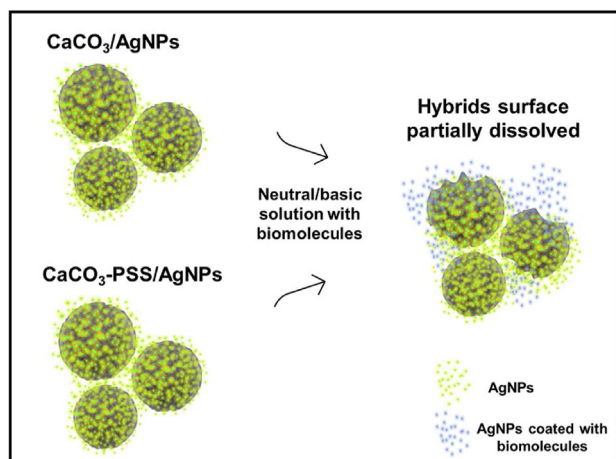 CaCO₃/AgNPs
CaCO₃-PSS/AgNPs
Neutral/basic
solution with
biomolecules
Hybrids surface
partially dissolved
AgNPs
AgNPs coated with
biomolecules